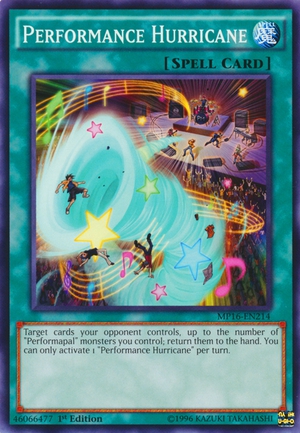 PERFORMANCE HURRICANE
[SPELL CARD]
MP16-EN214
Target cards your opponent controls, up to the number of
"Performapal" monsters you control; return them to the hand. You
can only activate 1 "Performance Hurricane" per turn.
46066477 1st Edition ©1996 KAZUKI TAKAHASHI